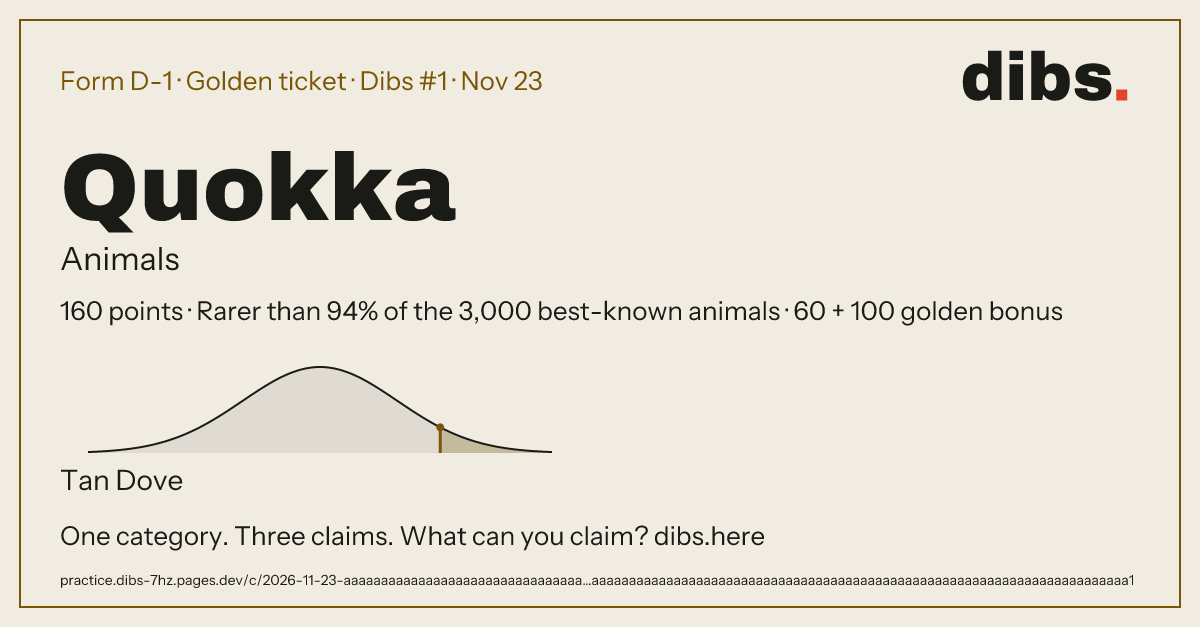 Form D-1 · Golden ticket · Dibs #1 · Nov 23
dibs.
Quokka
Animals
160 points · Rarer than 94% of the 3,000 best-known animals · 60 + 100 golden bonus
Tan Dove
One category. Three claims. What can you claim? dibs.here
practice.dibs-7hz.pages.dev/c/2026-11-23-aaaaaaaaaaaaaaaaaaaaaaaaaaaaaaaa…aaaaaaaaaaaaaaaaaaaaaaaaaaaaaaaaaaaaaaaaaaaaaaaaaaaaaaaaaaaaaaaaaaaaaaaa1